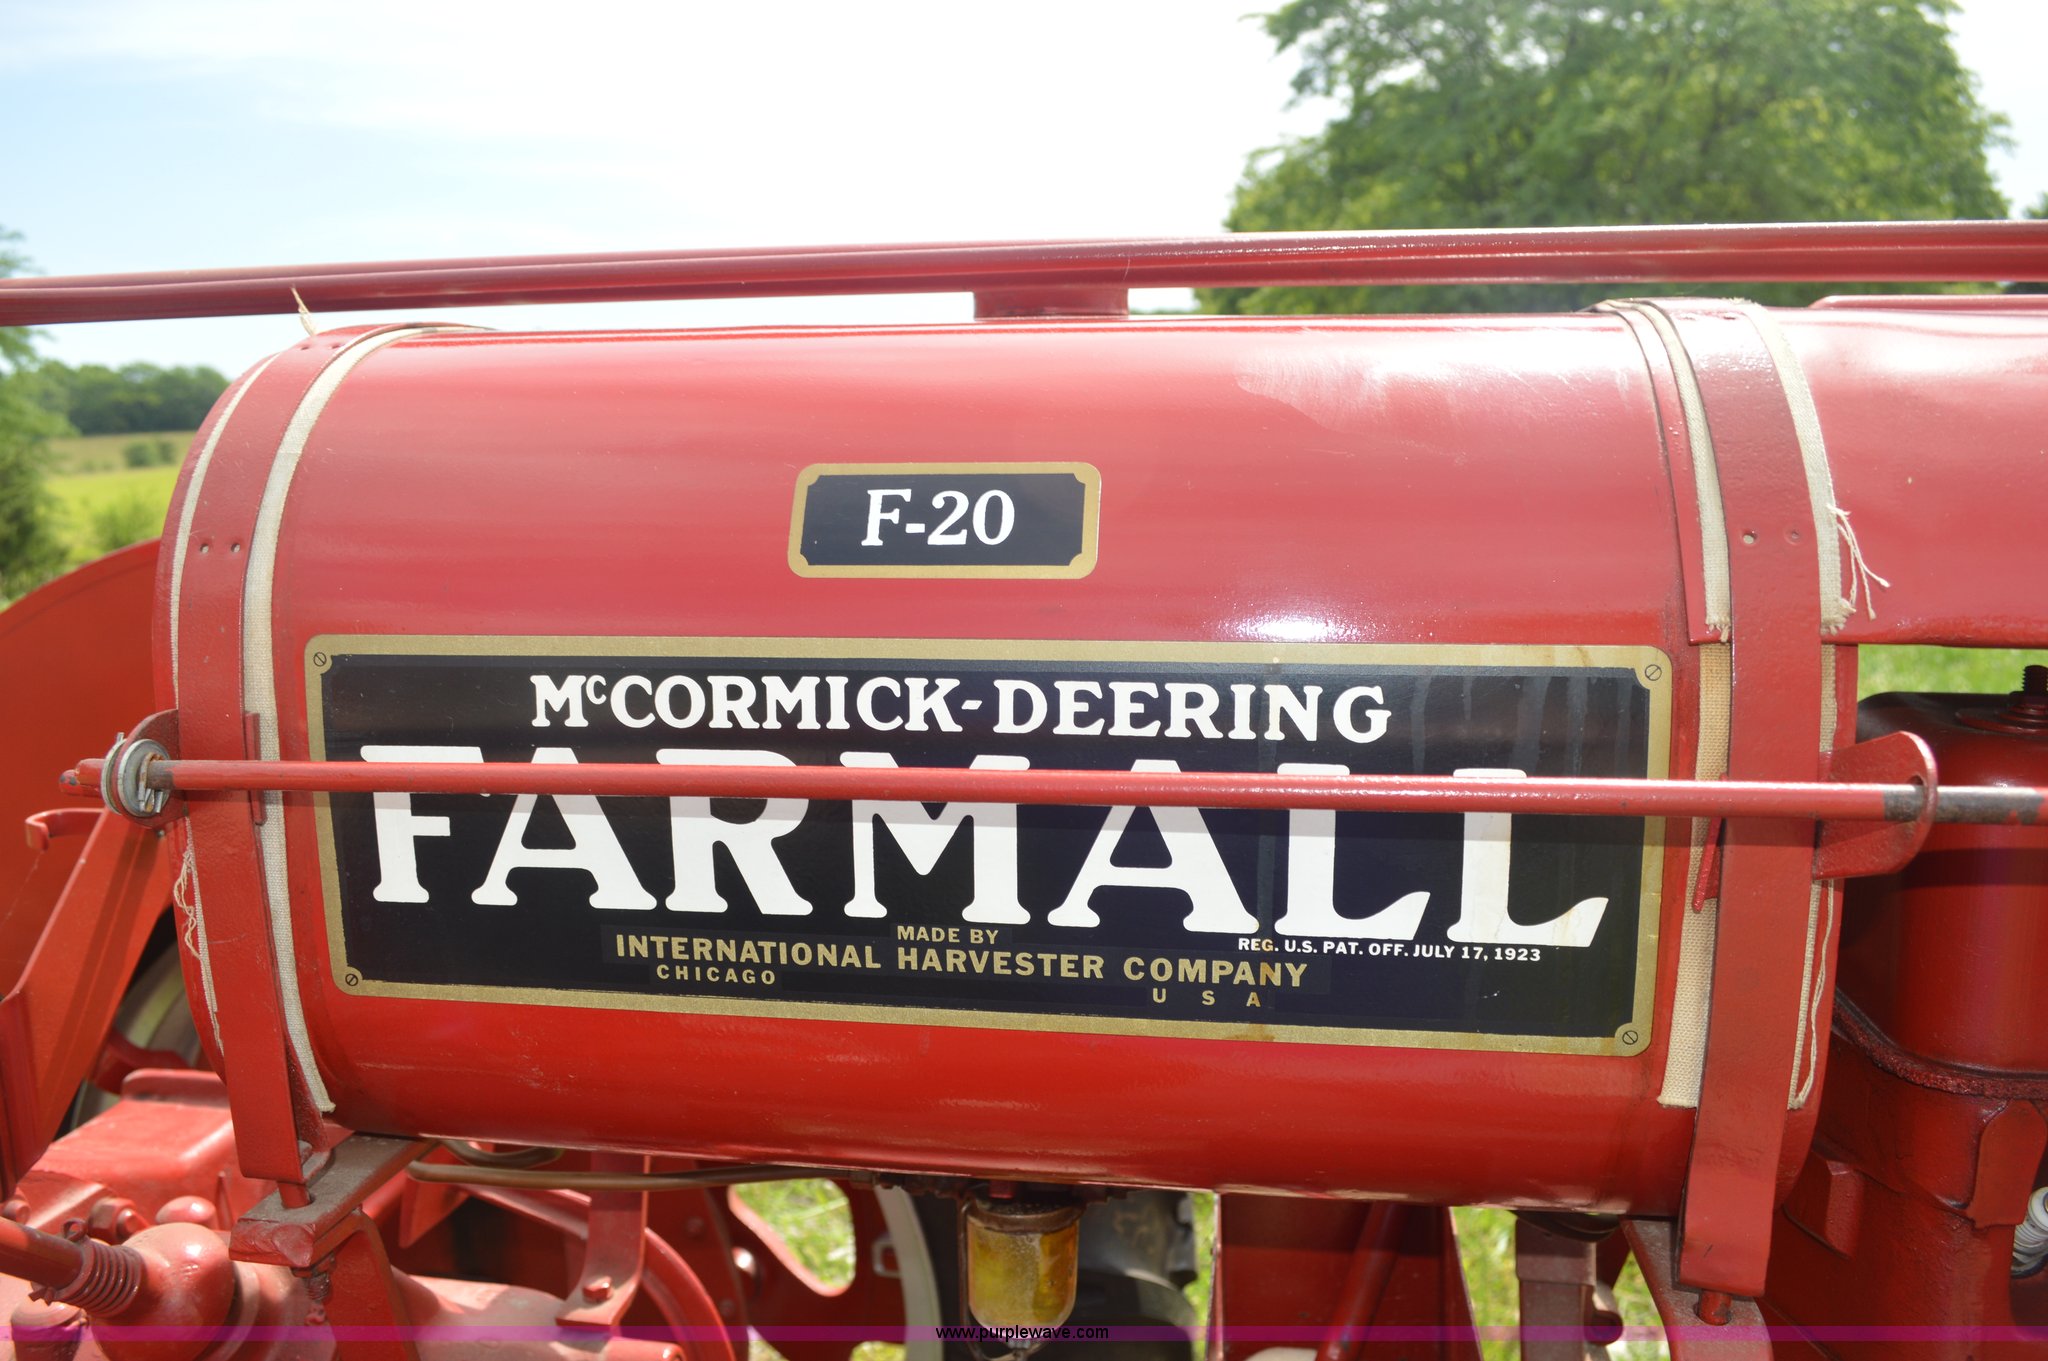 F-20
McCORMICK-DEERING
FARMALL
REG. U.S. PAT. OFF. JULY 17, 1923
MADE BY
INTERNATIONAL HARVESTER COMPANY
CHICAGO U S A
www.purplewave.com